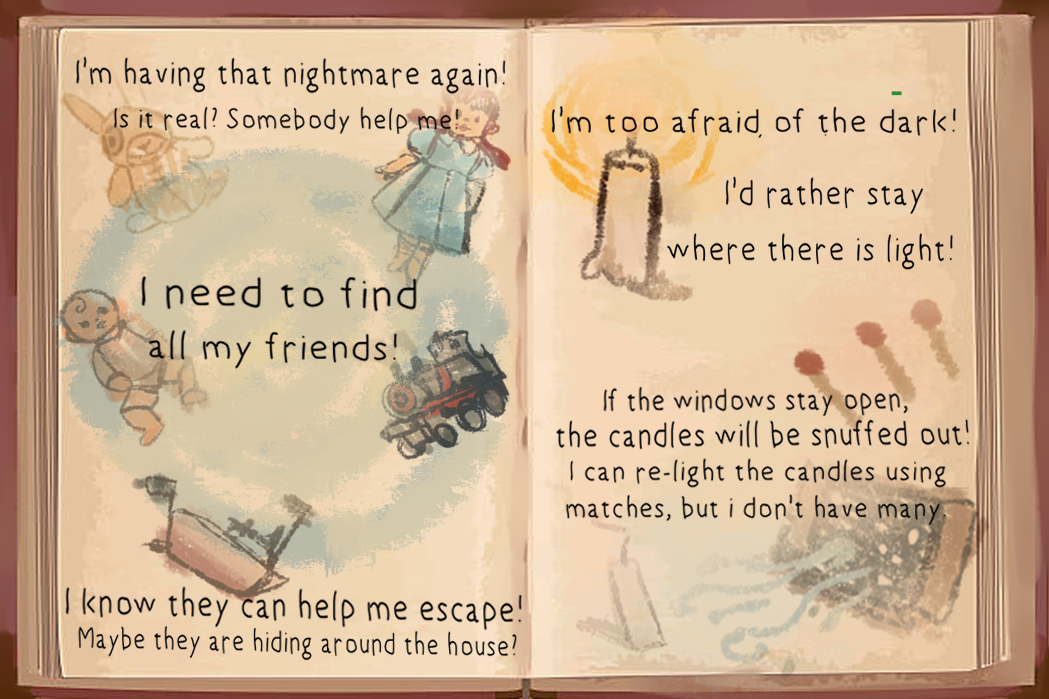 I'm having that nightmare again!
Is it real? Somebody help me!
I need to find
all my friends!
I know they can help me escape!
Maybe they are hiding around the house?
I'm too afraid of the dark!
I'd rather stay
where there is light!
If the windows stay open,
the candles will be snuffed out!
I can re-light the candles using
matches, but i don't have many.